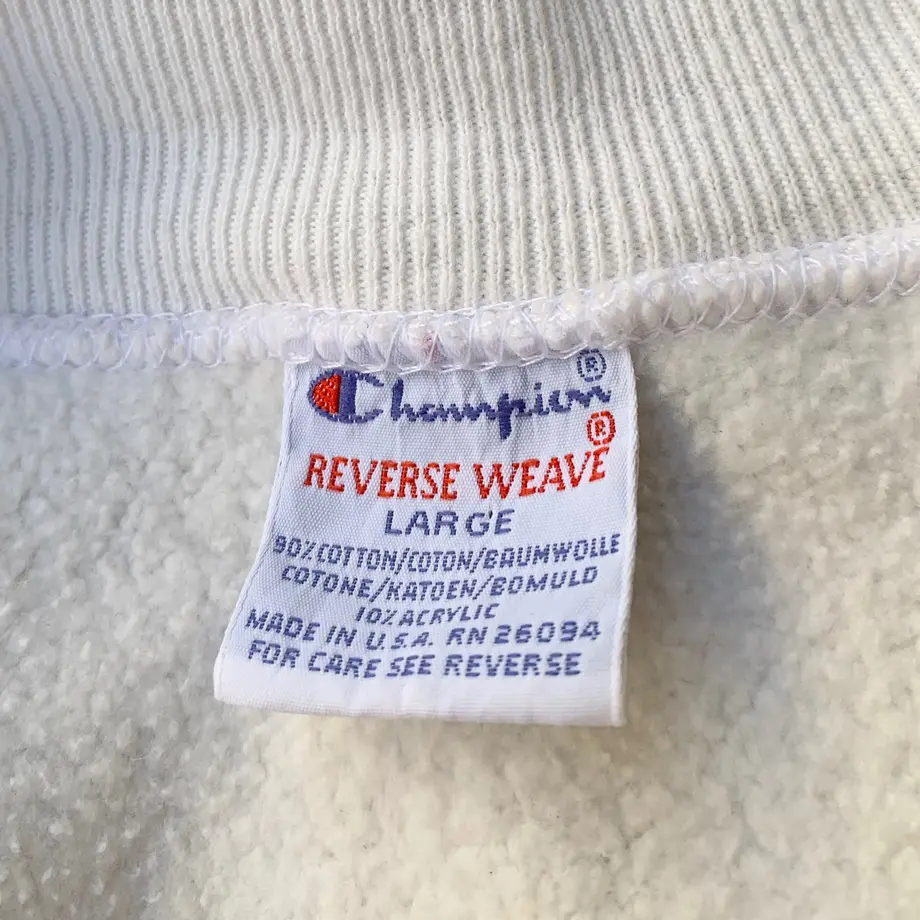 Champion®
REVERSE WEAVE®
LARGE
90% COTTON/COTON/BAUMWOLLE
COTONE/KATOEN/BOMULD
10% ACRYLIC
MADE IN U.S.A. RN 26094
FOR CARE SEE REVERSE